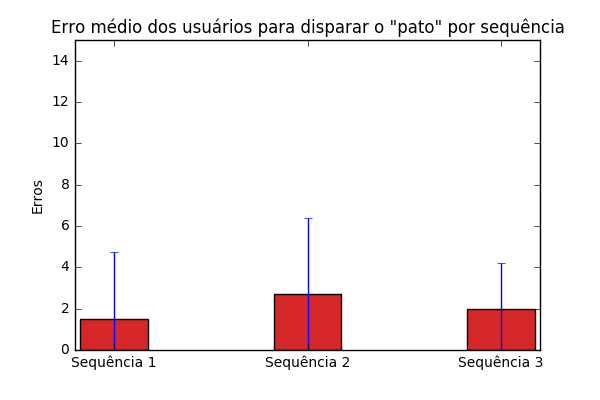 Erro médio dos usuários para disparar o "pato" por sequência
14
12
10
8
6
4
2
0
Erros
Sequência 1
Sequência 2
Sequência 3